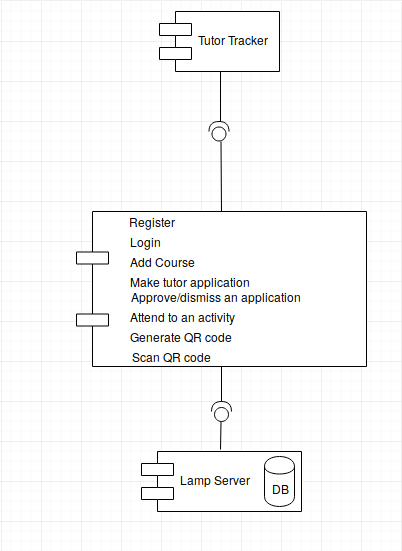 Tutor Tracker
Register
Login
Add Course
Make tutor application
Approve/dismiss an application
Attend to an activity
Generate QR code
Scan QR code
Lamp Server
DB